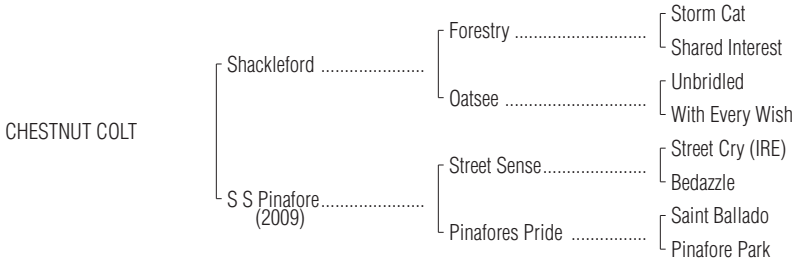 CHESTNUT COLT
Shackleford ......................
S S Pinafore......................
(2009)
Forestry ............................
Oatsee ..............................
Street Sense......................
Pinafores Pride ................
Storm Cat
Shared Interest
Unbridled
With Every Wish
Street Cry (IRE)
Bedazzle
Saint Ballado
Pinafore Park